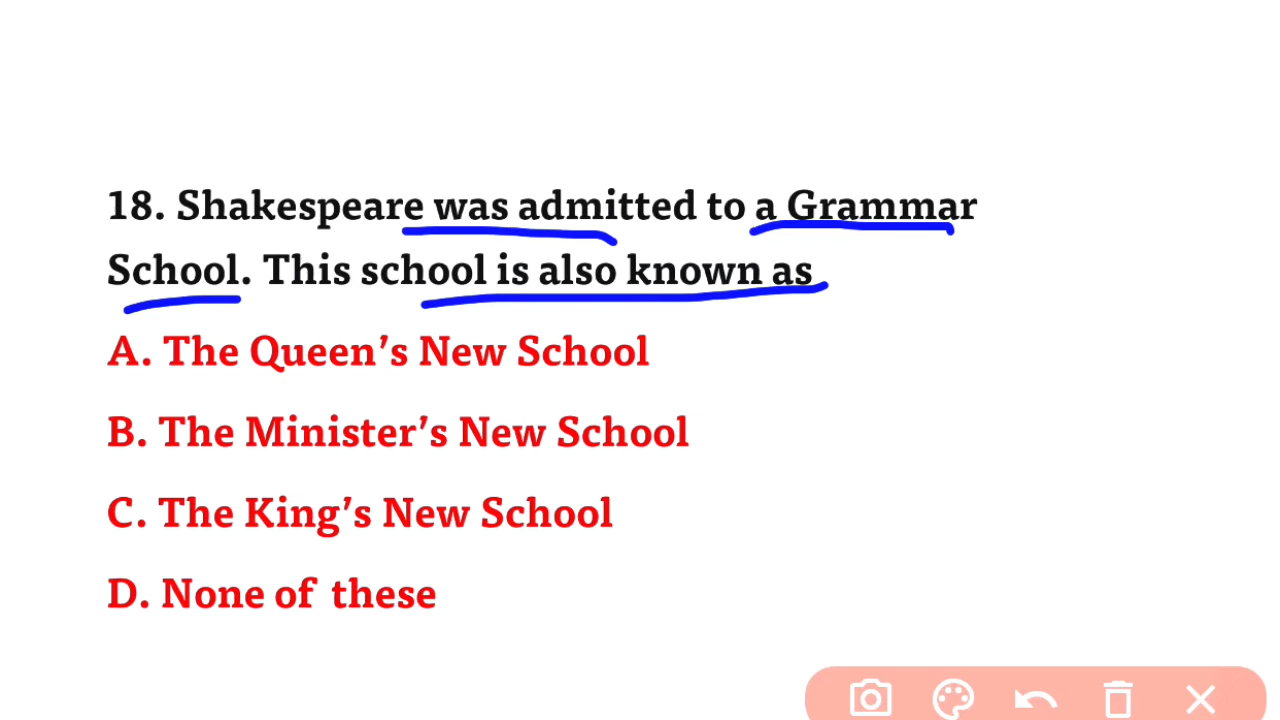 18. Shakespeare was admitted to a Grammar
School. This school is also known as
A. The Queen’s New School
B. The Minister’s New School
C. The King’s New School
D. None of these